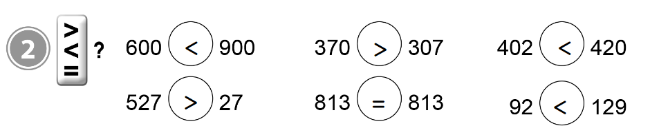 2 > < = ? 600 < 900 370 > 307 402 < 420
527 > 27 813 = 813 92 < 129